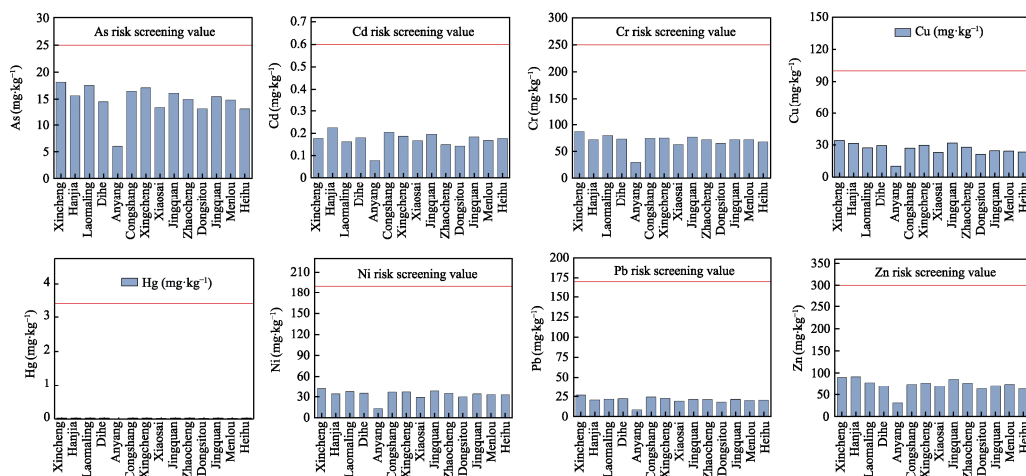 As risk screening value
30
25
20
15
10
5
0
As (mg·kg⁻¹)
Xincheng
Hanjia
Laomaling
Dihe
Anyang
Congshang
Xingcheng
Xiaosai
Jingquan
Zhaocheng
Dongsitou
Jingquan
Menlou
Heihu
Cd risk screening value
0.7
0.6
0.5
0.4
0.3
0.2
0.1
0
Cd (mg·kg⁻¹)
Xincheng
Hanjia
Laomaling
Dihe
Anyang
Congshang
Xingcheng
Xiaosai
Jingquan
Zhaocheng
Dongsitou
Jingquan
Menlou
Heihu
Cr risk screening value
300
250
200
150
100
50
0
Cr (mg·kg⁻¹)
Xincheng
Hanjia
Laomaling
Dihe
Anyang
Congshang
Xingcheng
Xiaosai
Jingquan
Zhaocheng
Dongsitou
Jingquan
Menlou
Heihu
Cu (mg·kg⁻¹)
150
120
90
60
30
0
Cu (mg·kg⁻¹)
Xincheng
Hanjia
Laomaling
Dihe
Anyang
Congshang
Xingcheng
Xiaosai
Jingquan
Zhaocheng
Dongsitou
Jingquan
Menlou
Heihu
Hg (mg·kg⁻¹)
4
3
2
1
0
Hg (mg·kg⁻¹)
Xincheng
Hanjia
Laomaling
Dihe
Anyang
Congshang
Xingcheng
Xiaosai
Jingquan
Zhaocheng
Dongsitou
Jingquan
Menlou
Heihu
Ni risk screening value
210
180
150
120
90
60
30
0
Ni (mg·kg⁻¹)
Xincheng
Hanjia
Laomaling
Dihe
Anyang
Congshang
Xingcheng
Xiaosai
Jingquan
Zhaocheng
Dongsitou
Jingquan
Menlou
Heihu
Pb risk screening value
200
175
150
125
100
75
50
25
0
Pb (mg·kg⁻¹)
Xincheng
Hanjia
Laomaling
Dihe
Anyang
Congshang
Xingcheng
Xiaosai
Jingquan
Zhaocheng
Dongsitou
Jingquan
Menlou
Heihu
Zn risk screening value
350
300
250
200
150
100
50
0
Zn (mg·kg⁻¹)
Xincheng
Hanjia
Laomaling
Dihe
Anyang
Congshang
Xingcheng
Xiaosai
Jingquan
Zhaocheng
Dongsitou
Jingquan
Menlou
Heihu